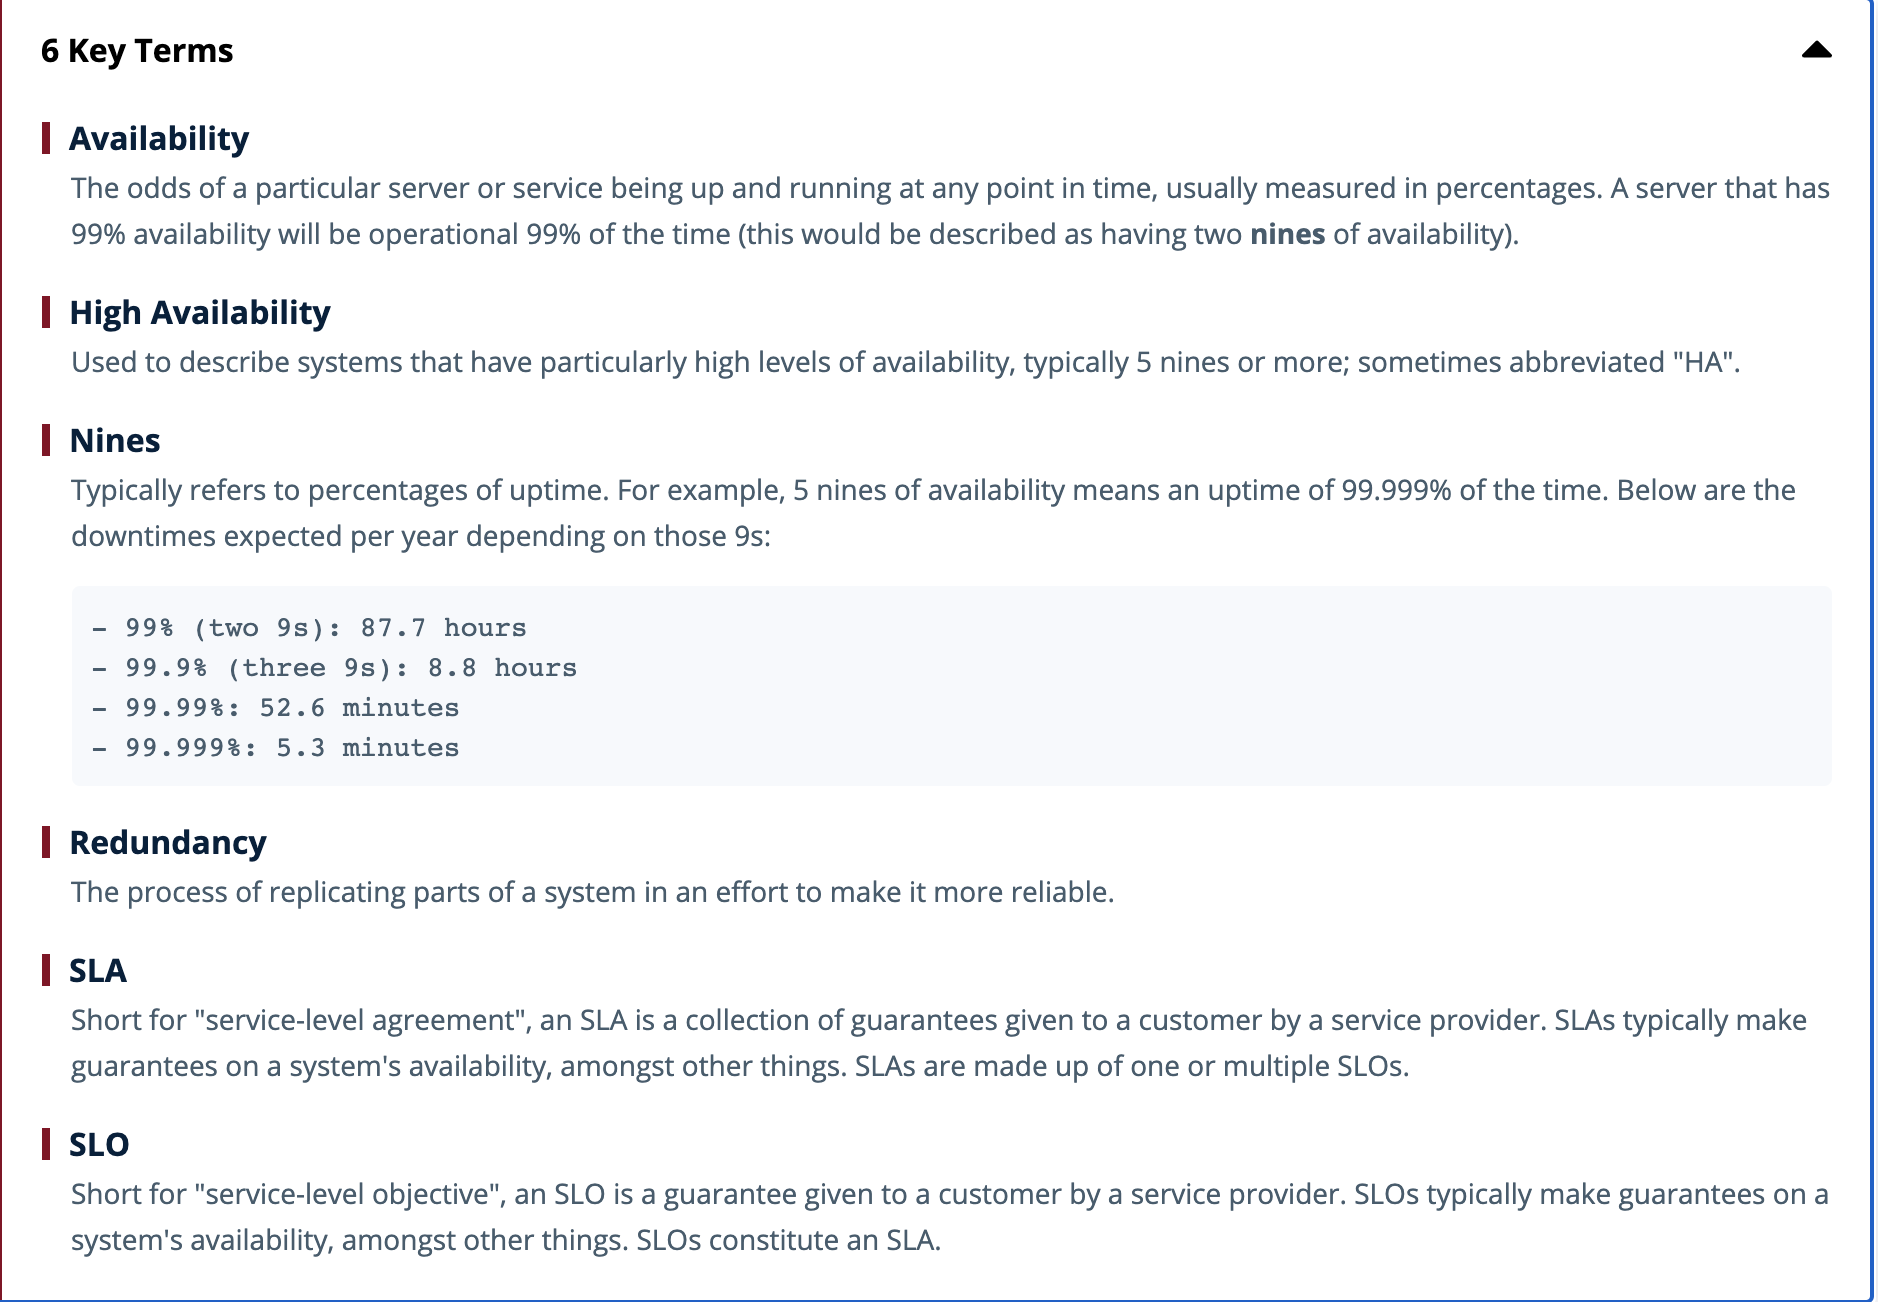 6 Key Terms
Availability
The odds of a particular server or service being up and running at any point in time, usually measured in percentages. A server that has
99% availability will be operational 99% of the time (this would be described as having two nines of availability).
High Availability
Used to describe systems that have particularly high levels of availability, typically 5 nines or more; sometimes abbreviated "HA".
Nines
Typically refers to percentages of uptime. For example, 5 nines of availability means an uptime of 99.999% of the time. Below are the
downtimes expected per year depending on those 9s:
- 99% (two 9s): 87.7 hours
- 99.9% (three 9s): 8.8 hours
- 99.99%: 52.6 minutes
- 99.999%: 5.3 minutes
Redundancy
The process of replicating parts of a system in an effort to make it more reliable.
SLA
Short for "service-level agreement", an SLA is a collection of guarantees given to a customer by a service provider. SLAs typically make
guarantees on a system's availability, amongst other things. SLAs are made up of one or multiple SLOs.
SLO
Short for "service-level objective", an SLO is a guarantee given to a customer by a service provider. SLOs typically make guarantees on a
system's availability, amongst other things. SLOs constitute an SLA.